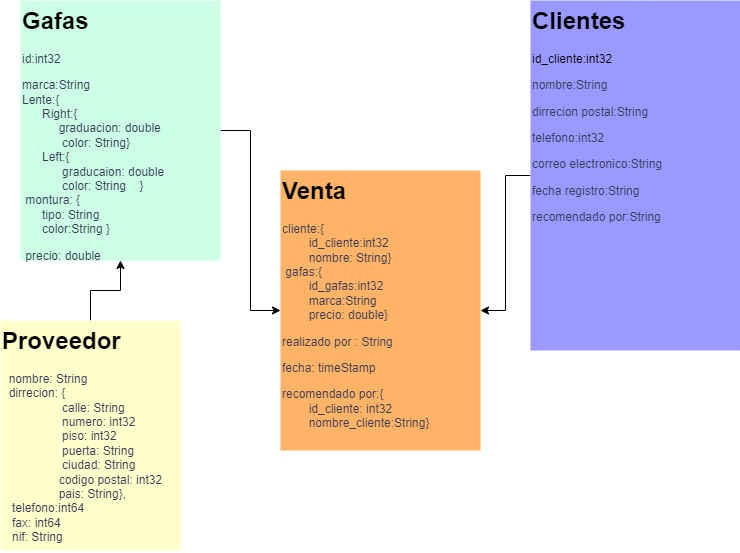 Gafas
id:int32
marca:String
Lente:{
Right:{
graduacion: double
color: String}
Left:{
graducaion: double
color: String }
montura: {
tipo: String
color:String }
precio: double
Clientes
id_cliente:int32
nombre:String
dirrecion postal:String
telefono:int32
correo electronico:String
fecha registro:String
recomendado por:String
Venta
cliente:{
id_cliente:int32
nombre: String}
gafas:{
id_gafas:int32
marca:String
precio: double}
realizado por : String
fecha: timeStamp
recomendado por:{
id_cliente: int32
nombre_cliente:String}
Proveedor
nombre: String
dirrecion: {
calle: String
numero: int32
piso: int32
puerta: String
ciudad: String
codigo postal: int32
pais: String},
telefono:int64
fax: int64
nif: String